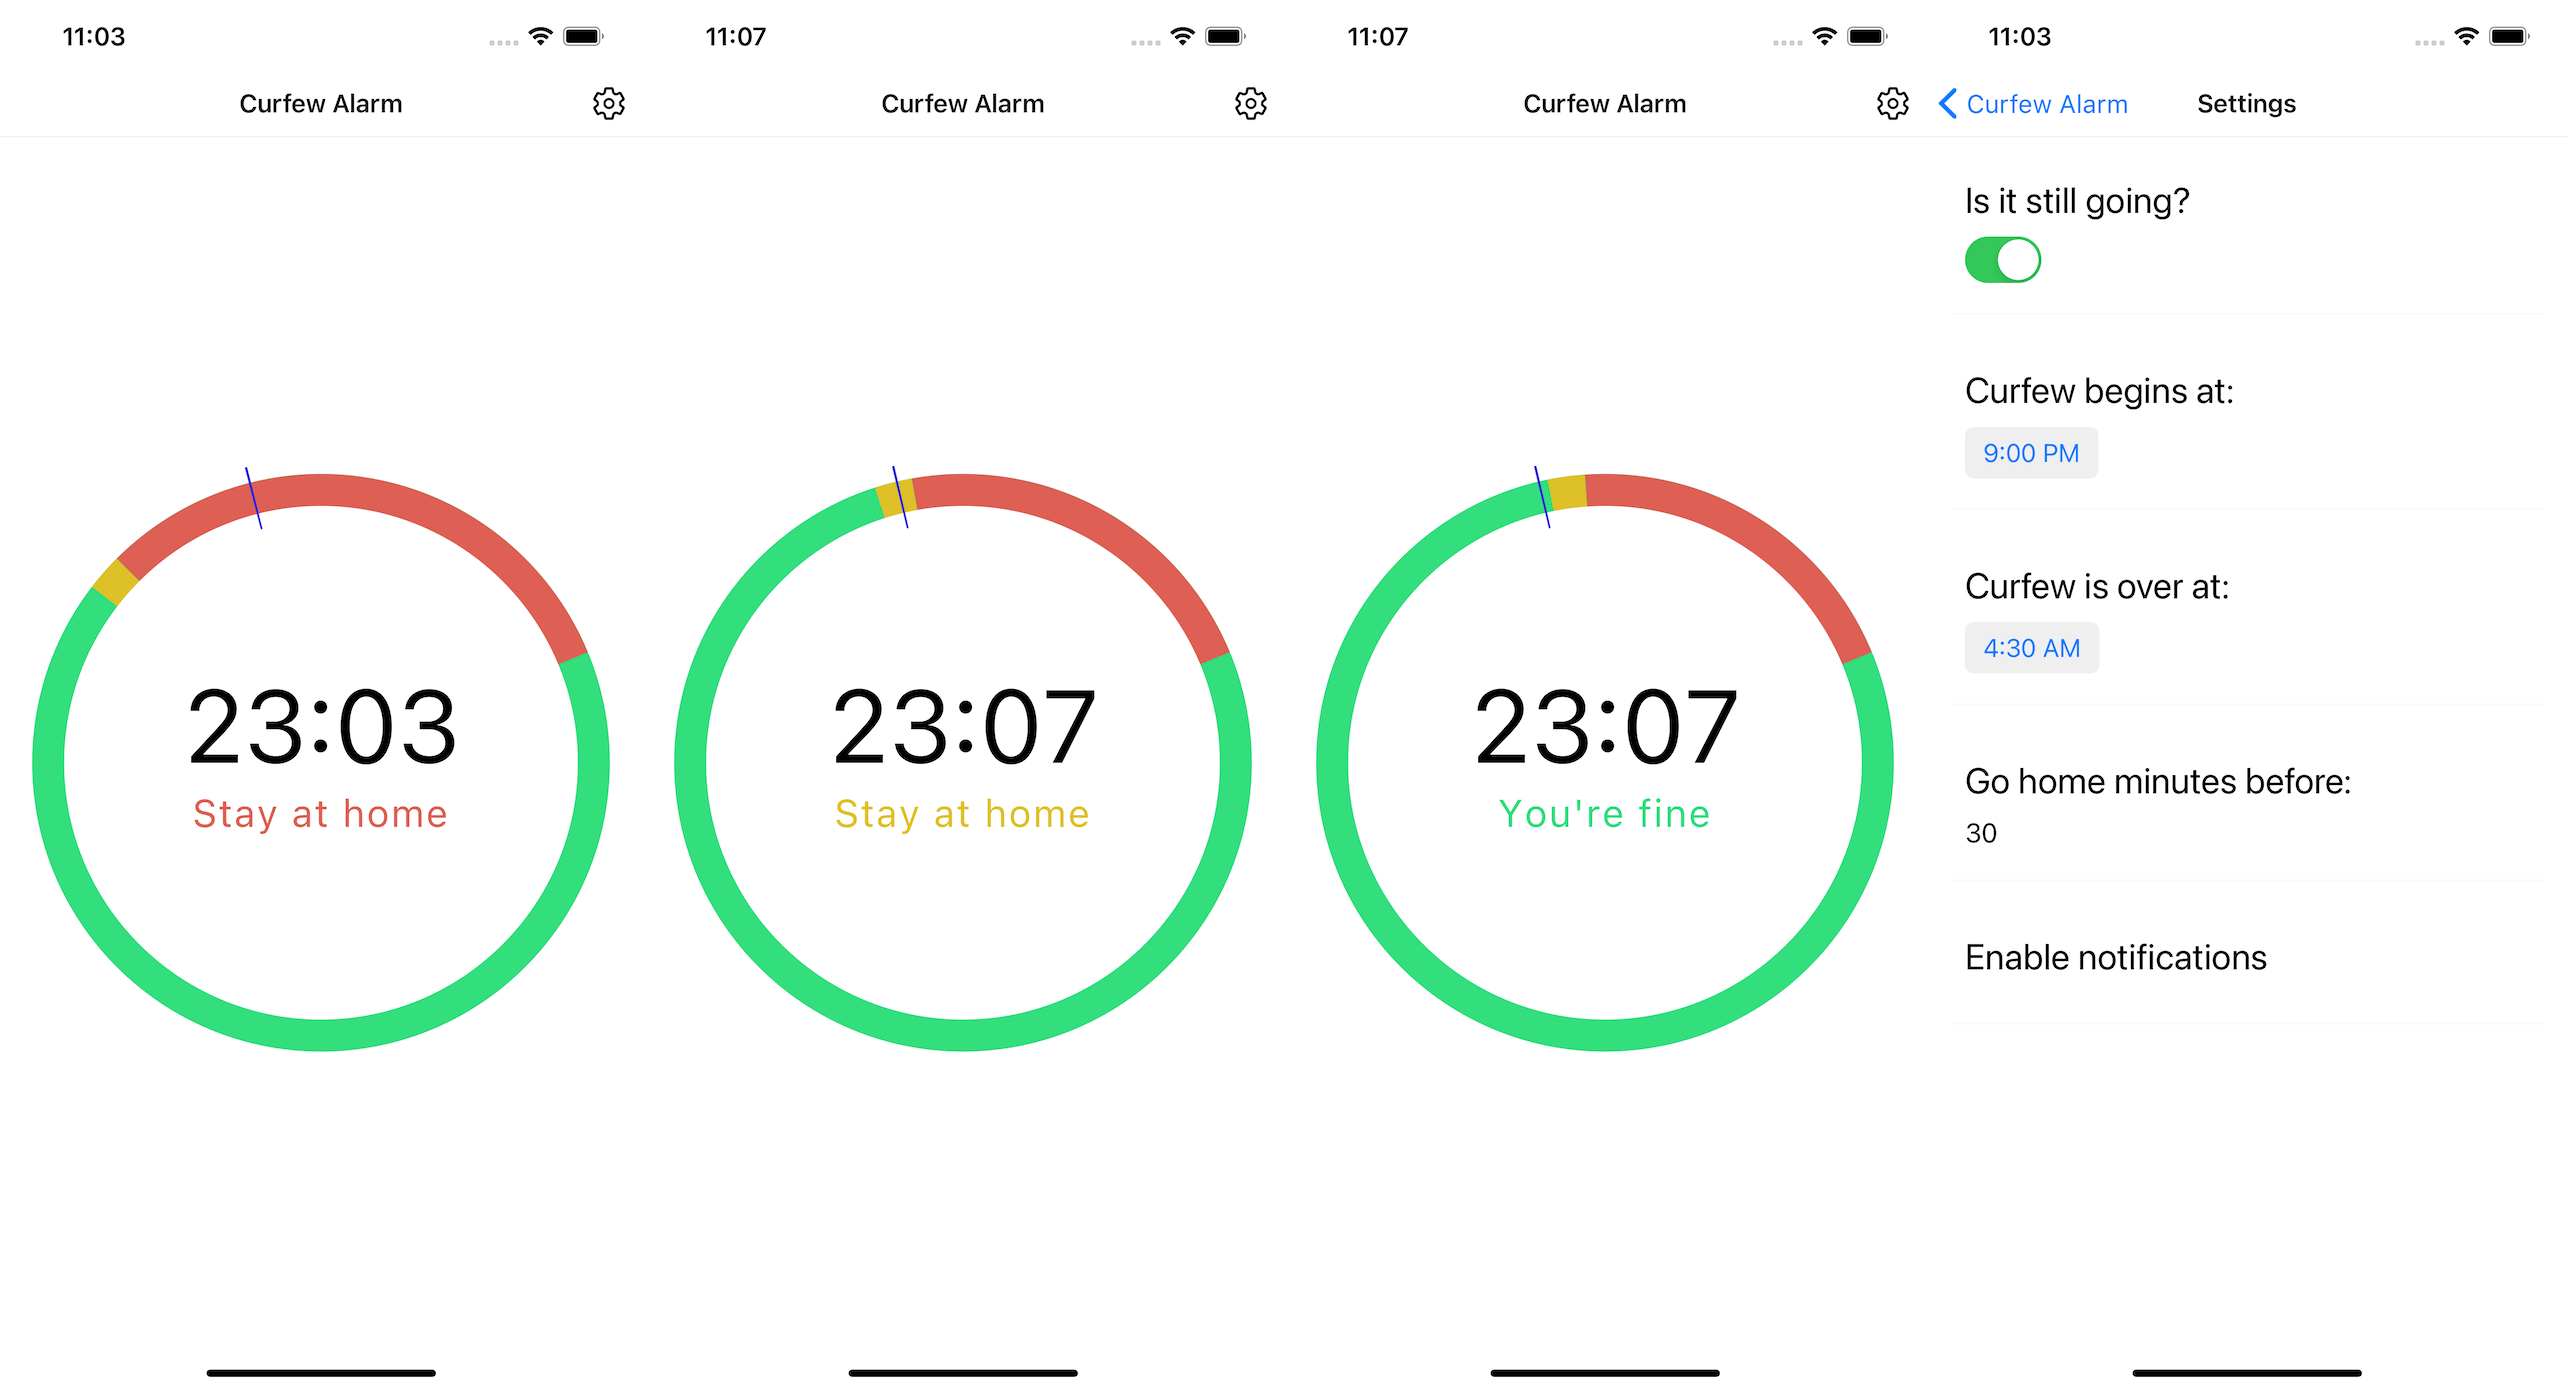 11:03
Curfew Alarm
23:03
Stay at home
11:07
Curfew Alarm
23:07
Stay at home
11:07
Curfew Alarm
23:07
You're fine
11:03
Curfew Alarm
Settings
Is it still going?
Curfew begins at:
9:00 PM
Curfew is over at:
4:30 AM
Go home minutes before:
30
Enable notifications